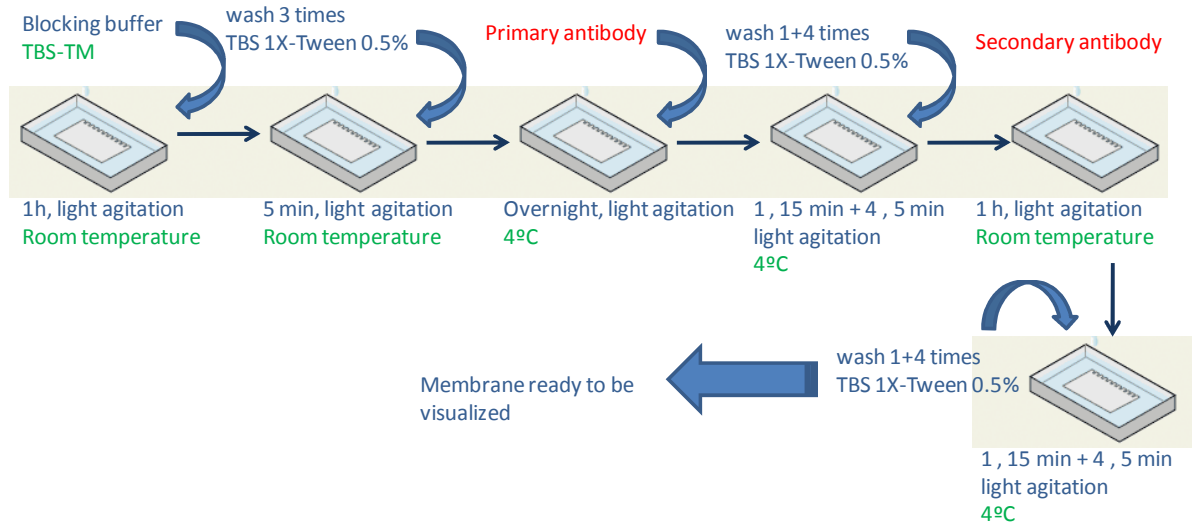 Blocking buffer
TBS-TM
wash 3 times
TBS 1X-Tween 0.5%
Primary antibody
wash 1+4 times
TBS 1X-Tween 0.5%
Secondary antibody
1h, light agitation
Room temperature
5 min, light agitation
Room temperature
Overnight, light agitation
4ºC
1 , 15 min + 4 , 5 min
light agitation
4ºC
1 h, light agitation
Room temperature
wash 1+4 times
TBS 1X-Tween 0.5%
Membrane ready to be
visualized
1 , 15 min + 4 , 5 min
light agitation
4ºC